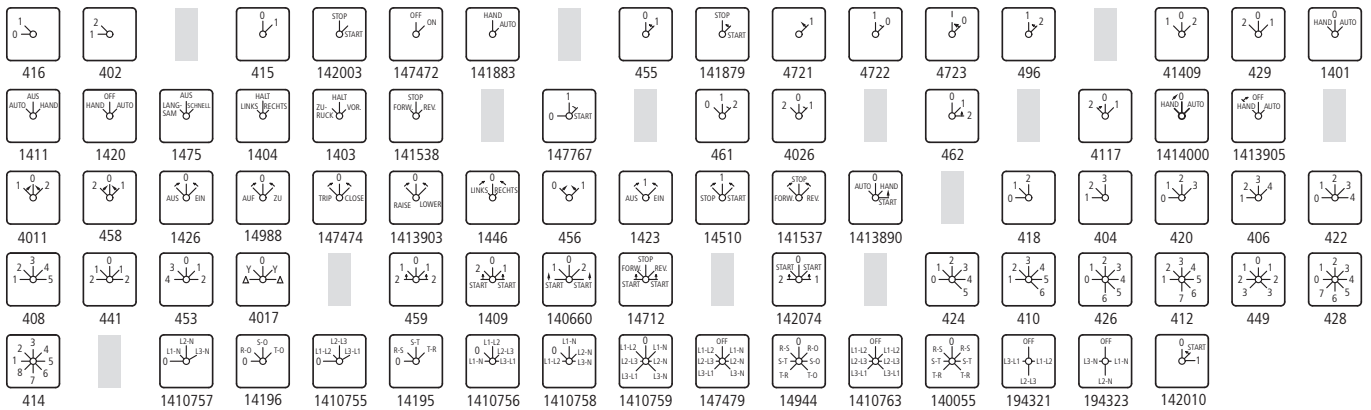 1
0
416
2
1
402
0
1
415
STOP
START
142003
OFF
ON
147472
HAND
AUTO
141883
0
1
455
STOP
START
141879
1
4721
1
0
4722
I
0
4723
1
2
496
0
1 2
41409
0
2 1
429
0
HAND AUTO
1401
AUS
AUTO HAND
1411
OFF
HAND AUTO
1420
AUS
LANG-
SAM
SCHNELL
1475
HALT
LINKS RECHTS
1404
HALT
ZU-
RUCK
VOR.
1403
STOP
FORW. REV.
141538
1
0 START
147767
1
0 2
461
0
2 1
4026
0
1
2
462
0
2 1
4117
0
HAND AUTO
1414000
OFF
HAND AUTO
1413905
0
1 2
4011
0
2 1
458
0
AUS EIN
1426
0
AUF ZU
14988
0
TRIP CLOSE
147474
0
RAISE LOWER
1413903
0
LINKS RECHTS
1446
0 1
456
1
AUS EIN
1423
1
STOP START
14510
STOP
FORW. REV.
141537
0
AUTO HAND
START
1413890
2
1
0
418
3
2
1
404
2
1 3
0
420
3
2 4
1
406
2
1 3
0 4
422
3
2 4
1 5
408
0
1 1
2 2
441
0
3 1
4 2
453
0
Y Y
Δ Δ
4017
0
1 1
2 2
459
0
2 1
START START
1409
0
1 2
START START
140660
STOP
FORW. REV.
START START
14712
0
START START
2 1
142074
2
1 3
0 4
5
424
3
2 4
1 5
6
410
0
1
2
3
4
5
6
426
3
2 4
1 5
7 6
412
0
1 1
2 2
3 3
449
0
1
2
3
4
5
6
7
428
3
2 4
1 5
8 6
7
414
L2-N
L1-N L3-N
0
1410757
S-O
R-O T-O
0
14196
L2-L3
L1-L2 L3-L1
0
1410755
S-T
R-S T-R
0
14195
0
L1-L2
L2-L3
L1-N L3-L1
1410756
L1-N
0 L2-N
L1-L2 L3-N
1410758
0
L1-L2 L1-N
L2-L3 L2-N
L3-L1 L3-N
1410759
OFF
L1-L2 L1-N
L2-L3 L2-N
L3-L1 L3-N
147479
0
R-S R-O
S-T S-O
T-R T-O
14944
OFF
L1-L2 L1-L2
L2-L3 L2-L3
L3-L1 L3-L1
1410763
OFF
R-S R-S
S-T S-T
T-R T-R
140055
OFF
L3-L1 L1-L2
L2-L3
194321
OFF
L3-N L1-N
L2-N
194323
0
START
1
142010